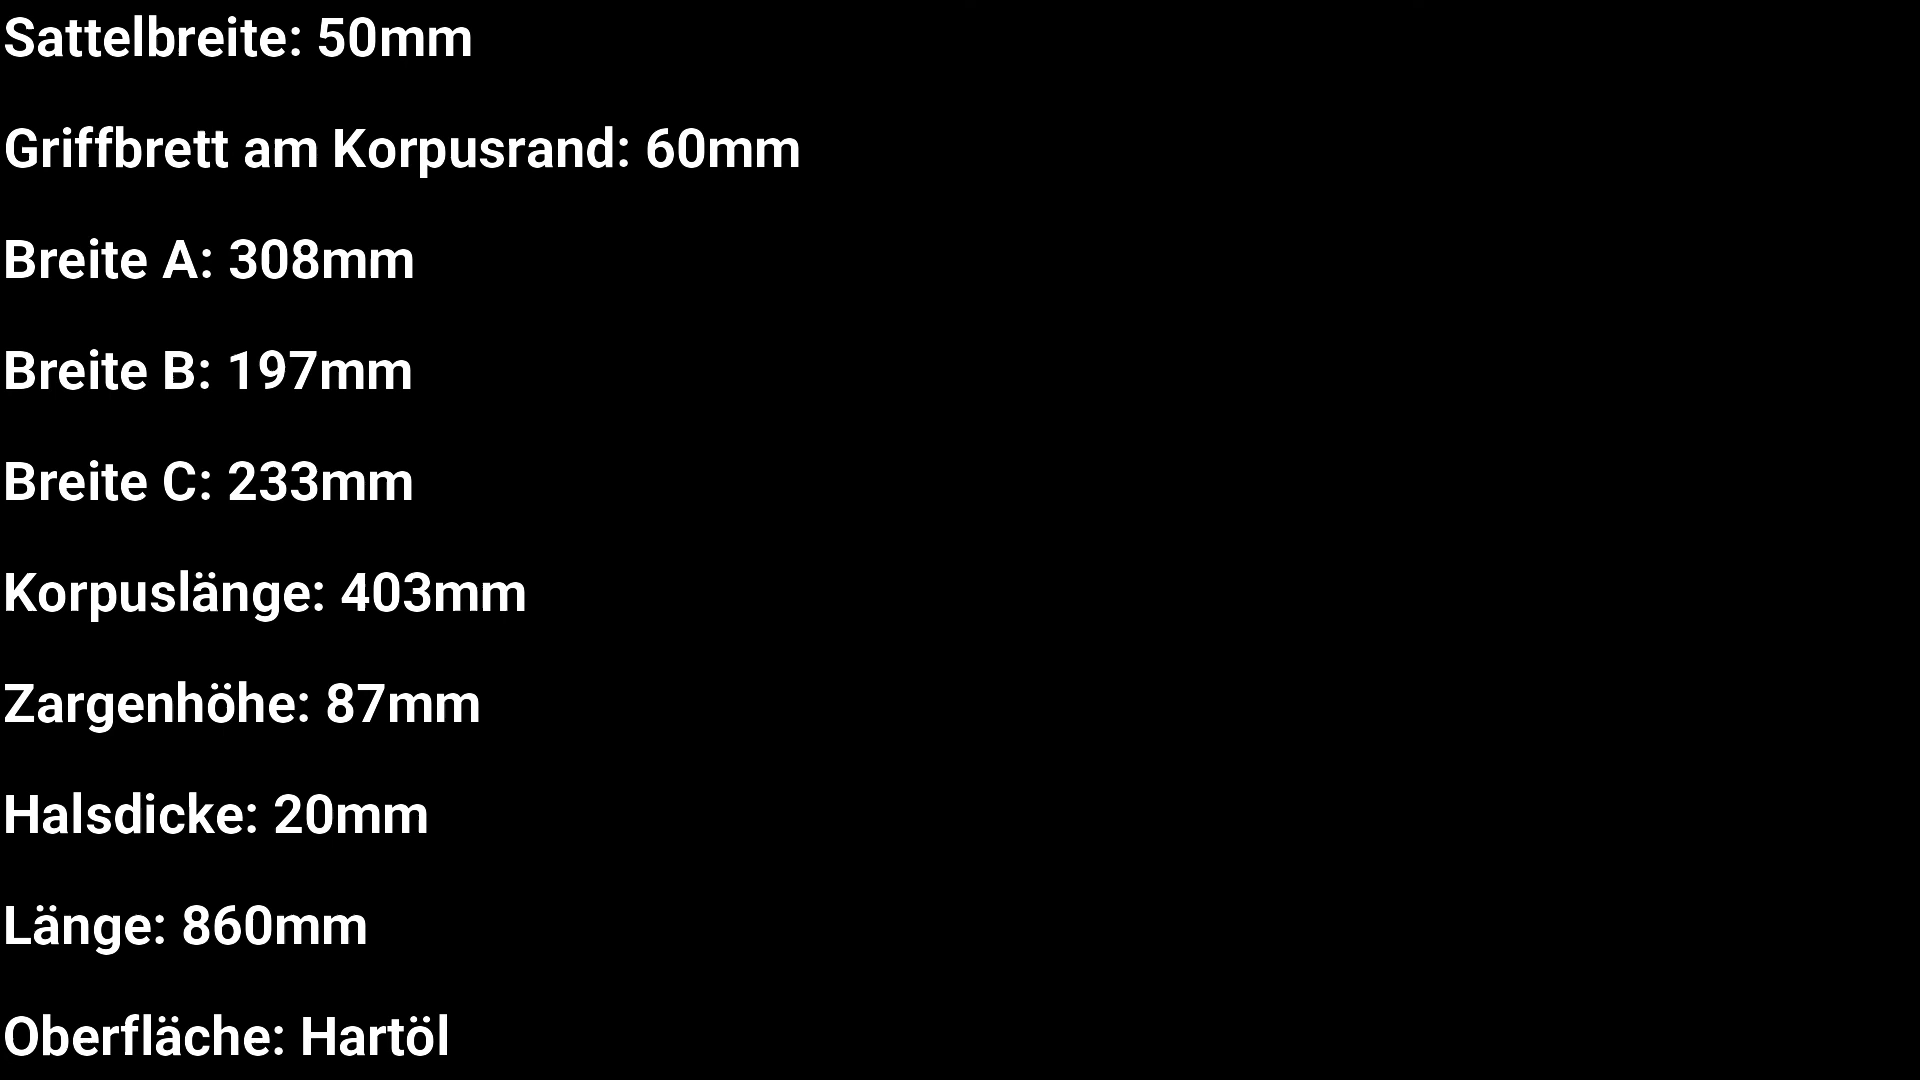 Sattelbreite: 50mm
Griffbrett am Korpusrand: 60mm
Breite A: 308mm
Breite B: 197mm
Breite C: 233mm
Korpuslänge: 403mm
Zargenhöhe: 87mm
Halsdicke: 20mm
Länge: 860mm
Oberfläche: Hartöl